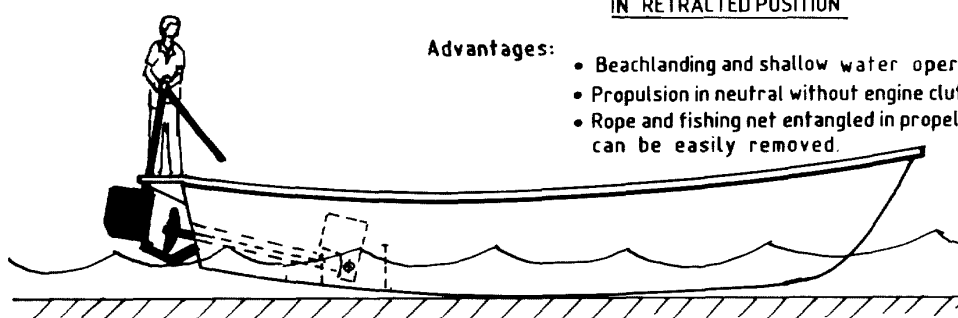 IN RETRACTED POSITION
Advantages:
• Beachlanding and shallow water oper
• Propulsion in neutral without engine clut
• Rope and fishing net entangled in propel
can be easily removed.